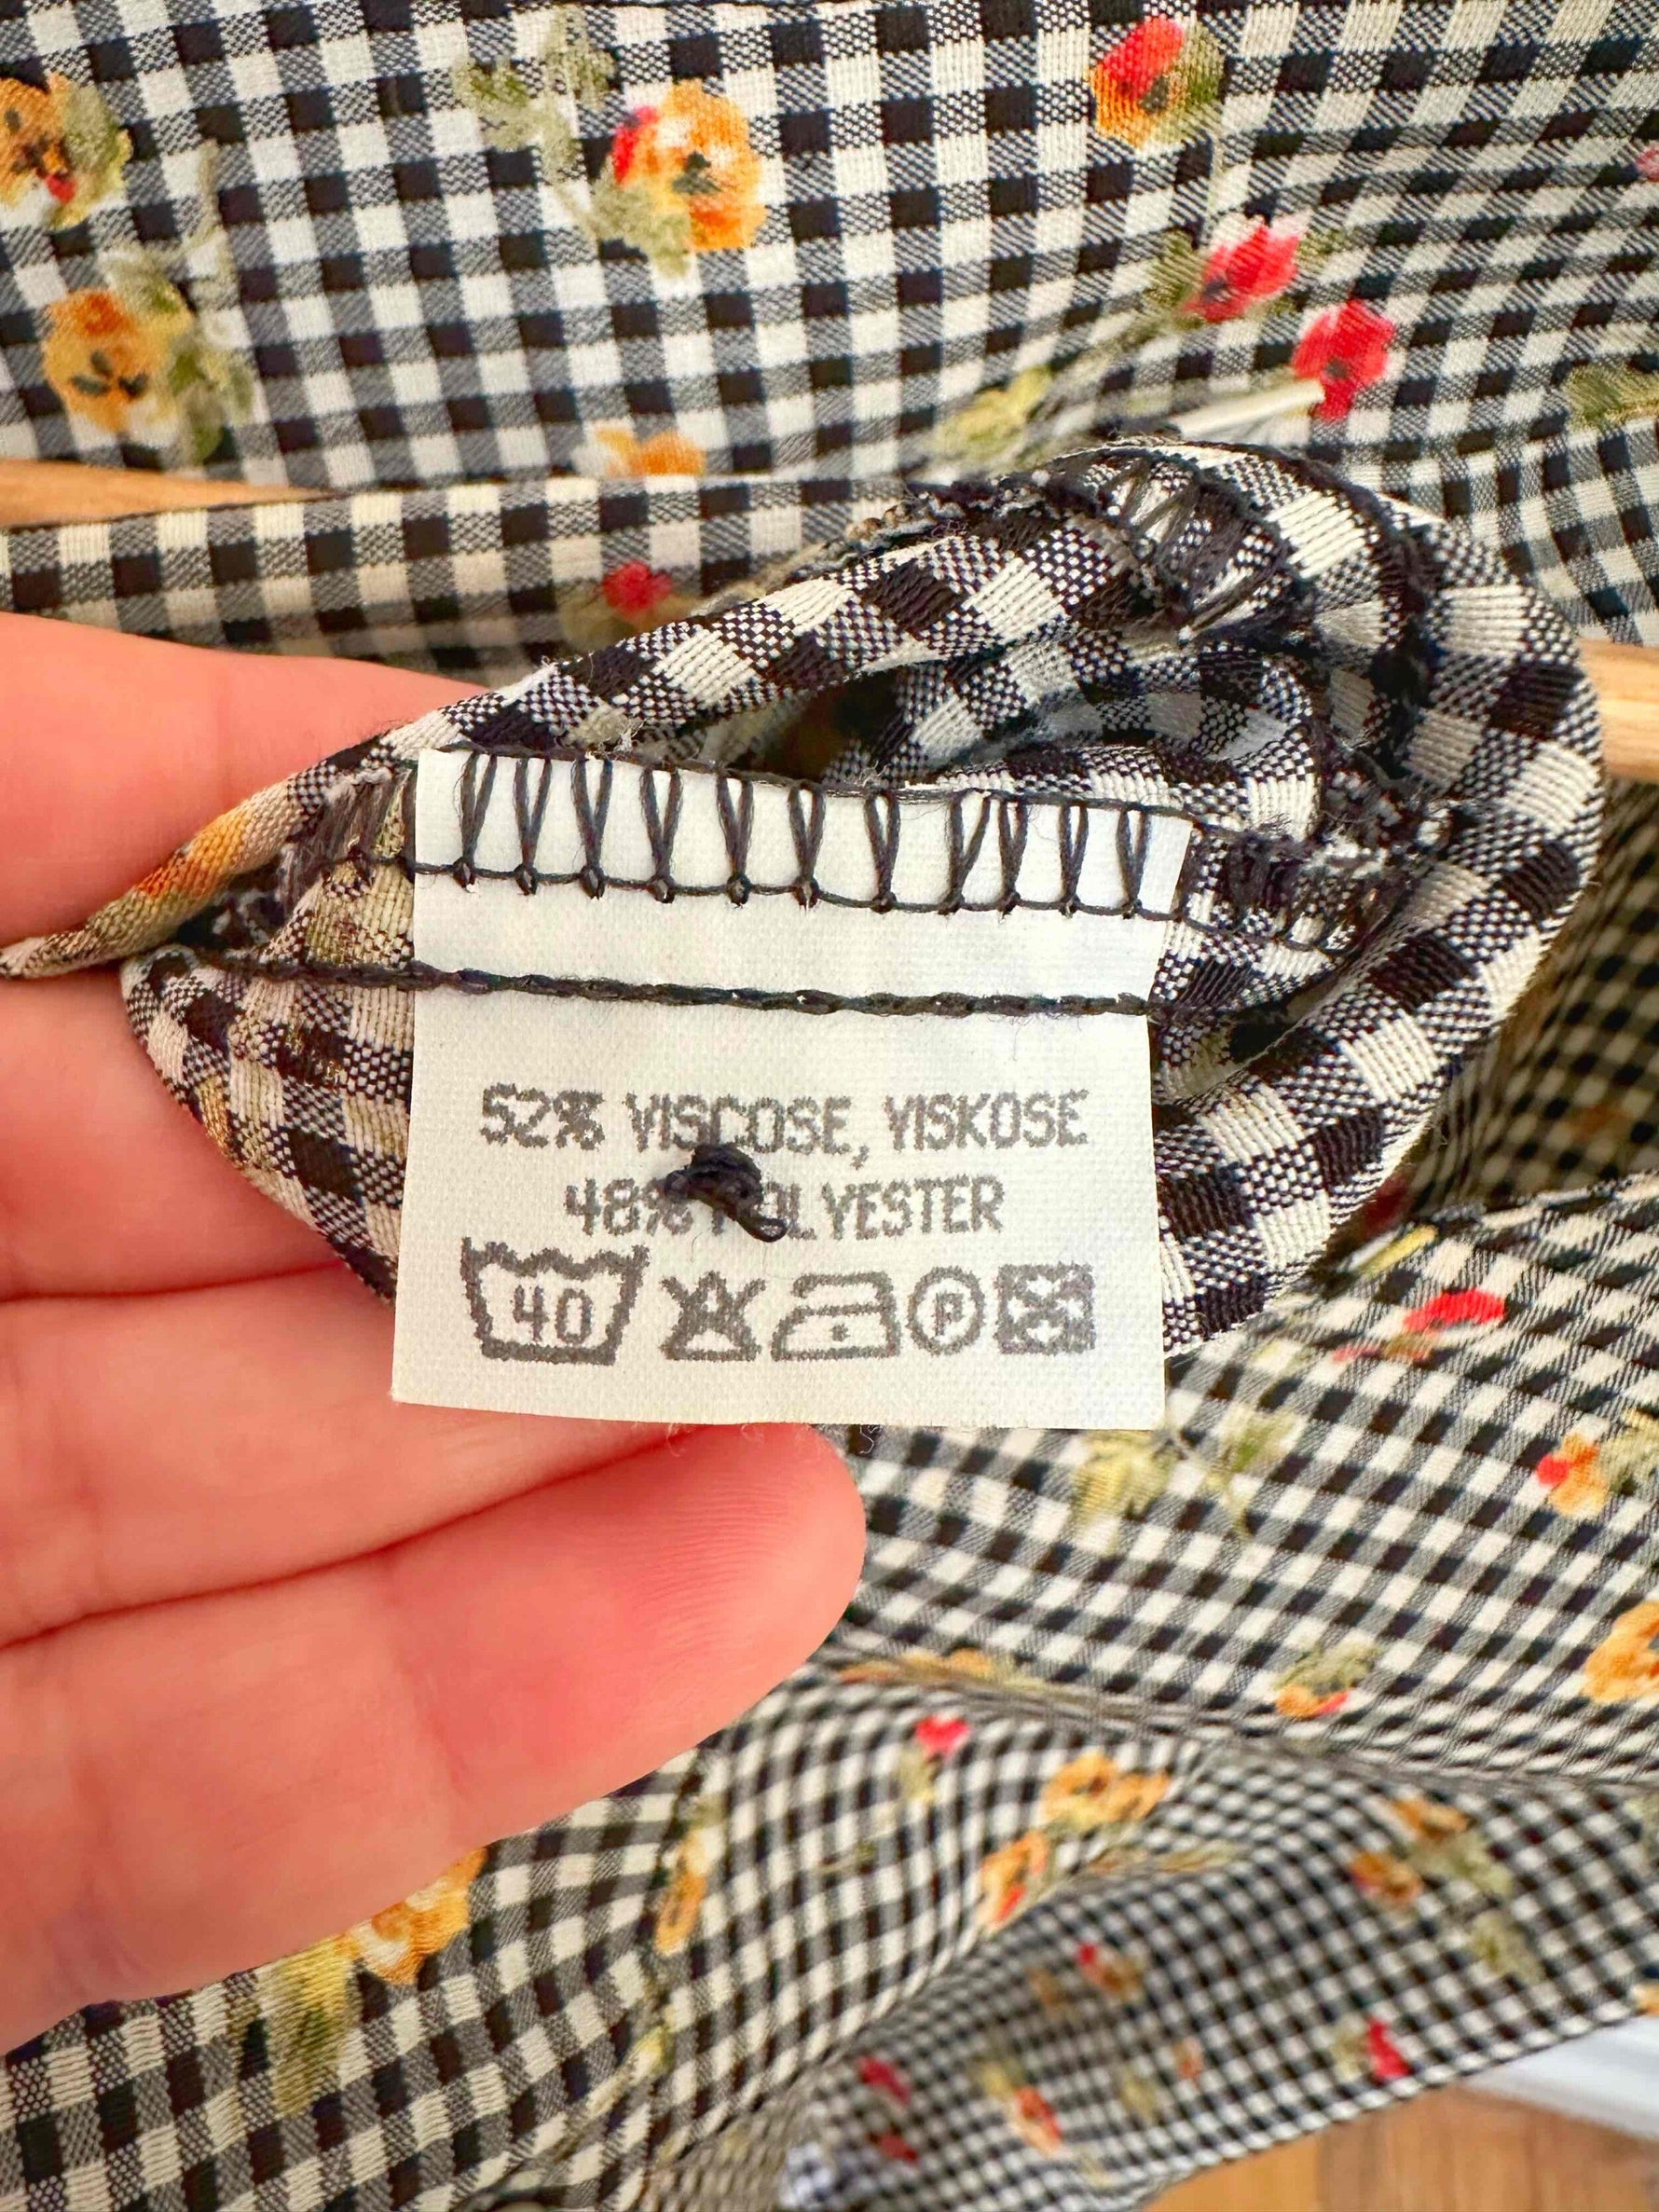 52% VISCOSE, VISKOSE
48% POLYESTER
40 P